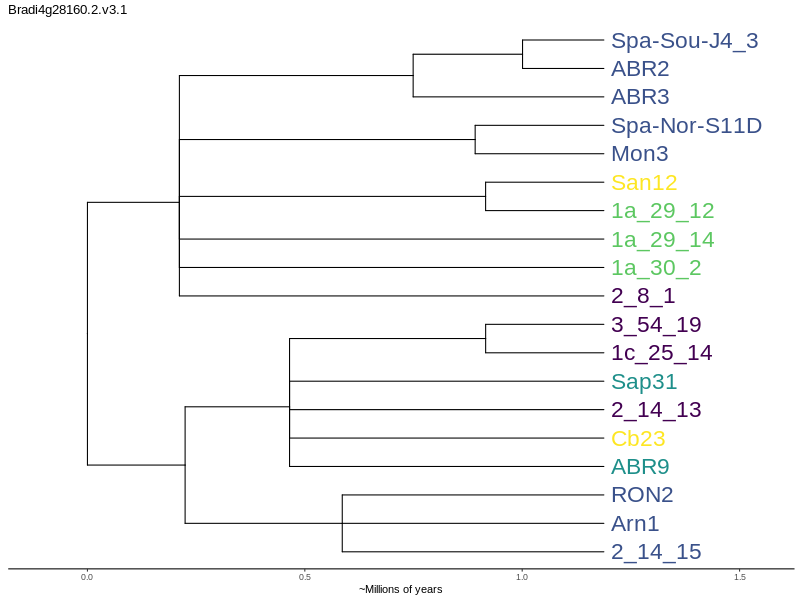 Bradi4g28160.2.v3.1
Spa-Sou-J4_3
ABR2
ABR3
Spa-Nor-S11D
Mon3
San12
1a_29_12
1a_29_14
1a_30_2
2_8_1
3_54_19
1c_25_14
Sap31
2_14_13
Cb23
ABR9
RON2
Arn1
2_14_15
0.0 0.5 1.0 1.5
~Millions of years